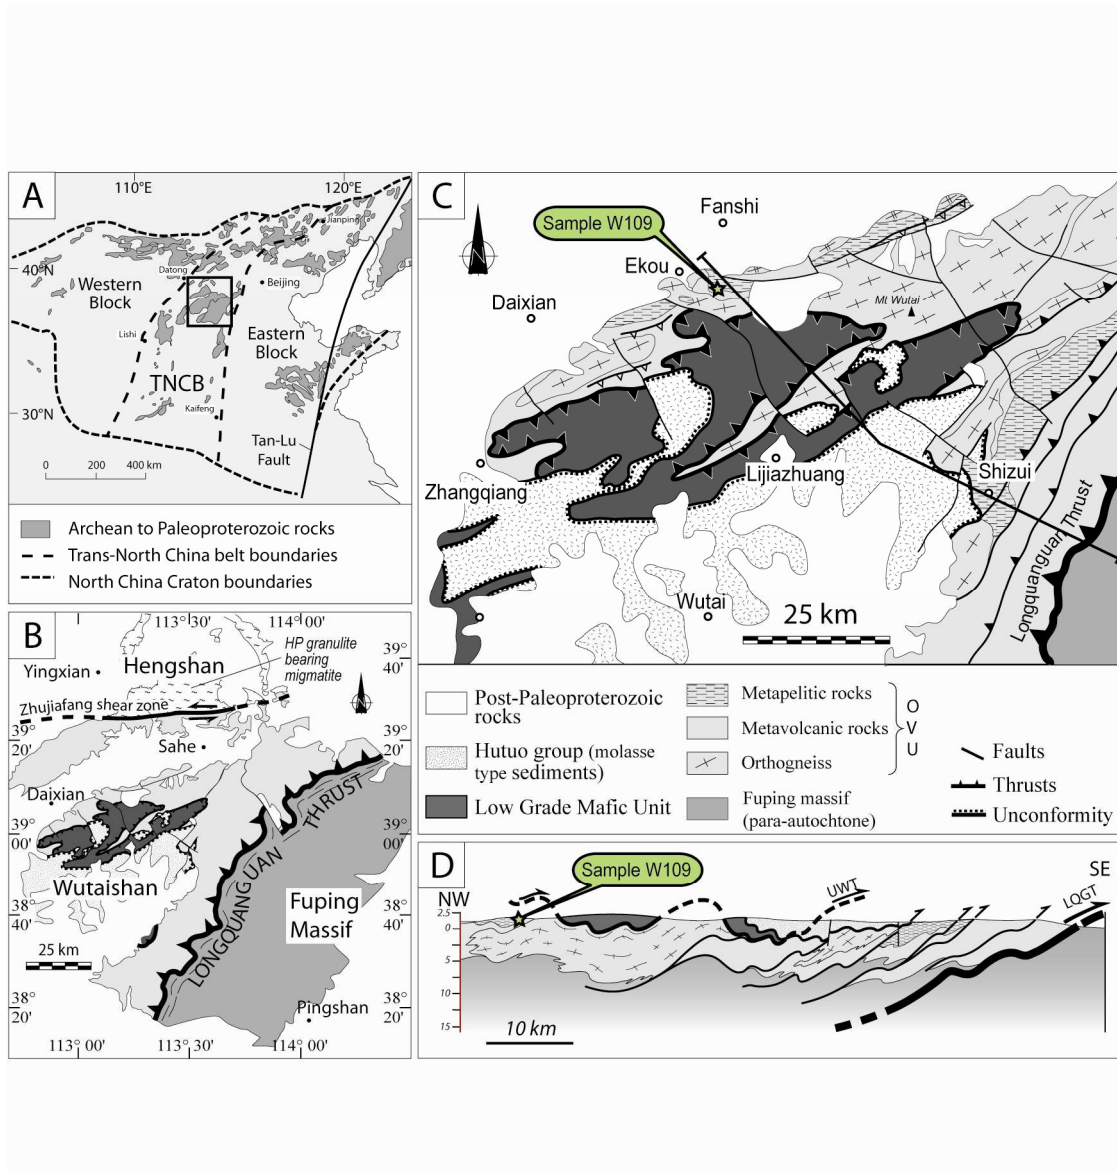 A
110°E
120°E
Jianping
40°N
Datong
Beijing
Western
Block
Lishi
Eastern
Block
TNCB
30°N
Kaifeng
Tan-Lu
Fault
0 200 400 km
Archean to Paleoproterozoic rocks
Trans-North China belt boundaries
North China Craton boundaries
B
113°30'
114°00'
HP granulite
bearing
migmatite
Hengshan
Yingxian
39°
40'
Zhujiafang shear zone
Sahe
39°
20'
39°
20'
Daixian
THRUST
39°
00'
39°
00'
Wutaishan
LONGQUANG UAN
Fuping
Massif
38°
40'
38°
40'
25 km
38°
20'
Pingshan
38°
20'
113° 00'
113°30'
114° 00'
C
Sample W109
Fanshi
Ekou
Daixian
Mt Wutai
Zhangqiang
Lijiazhuang
Shizui
Longquanguan Thrust
Wutai
25 km
Post-Paleoproterozoic
rocks
Hutuo group (molasse
type sediments)
Low Grade Mafic Unit
Metapelitic rocks
Metavolcanic rocks
Orthogneiss
O
V
U
Fuping massif
(para-autochtone)
Faults
Thrusts
Unconformity
D
Sample W109
NW
SE
UWT
LQGT
2.5
0
5
10
15
10 km